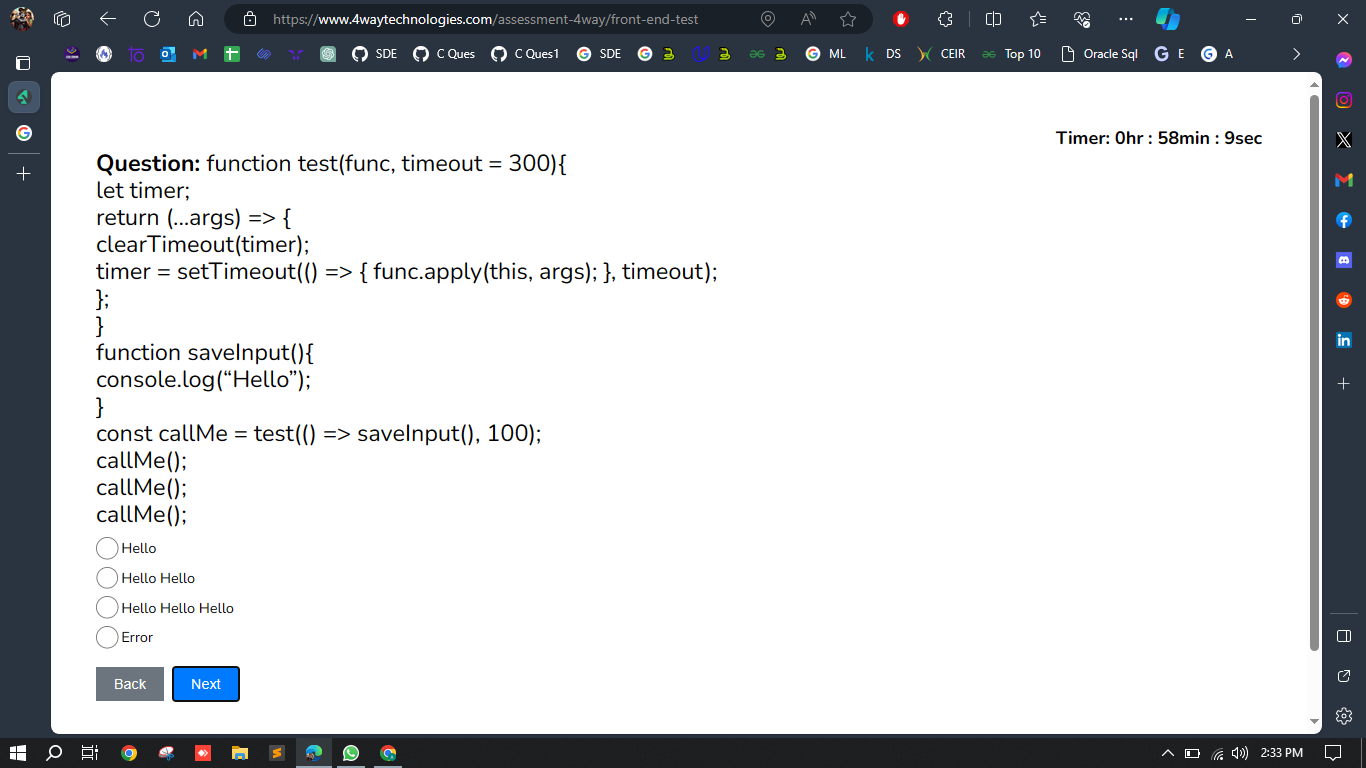 https://www.4waytechnologies.com/assessment-4way/front-end-test
SDE C Ques C Ques1 SDE ML DS CEIR Top 10 Oracle Sql E A
Timer: 0hr : 58min : 9sec
Question: function test(func, timeout = 300){
let timer;
return (...args) => {
clearTimeout(timer);
timer = setTimeout(() => { func.apply(this, args); }, timeout);
};
}
function saveInput(){
console.log(“Hello”);
}
const callMe = test(() => saveInput(), 100);
callMe();
callMe();
callMe();
Hello
Hello Hello
Hello Hello Hello
Error
Back Next
2:33 PM